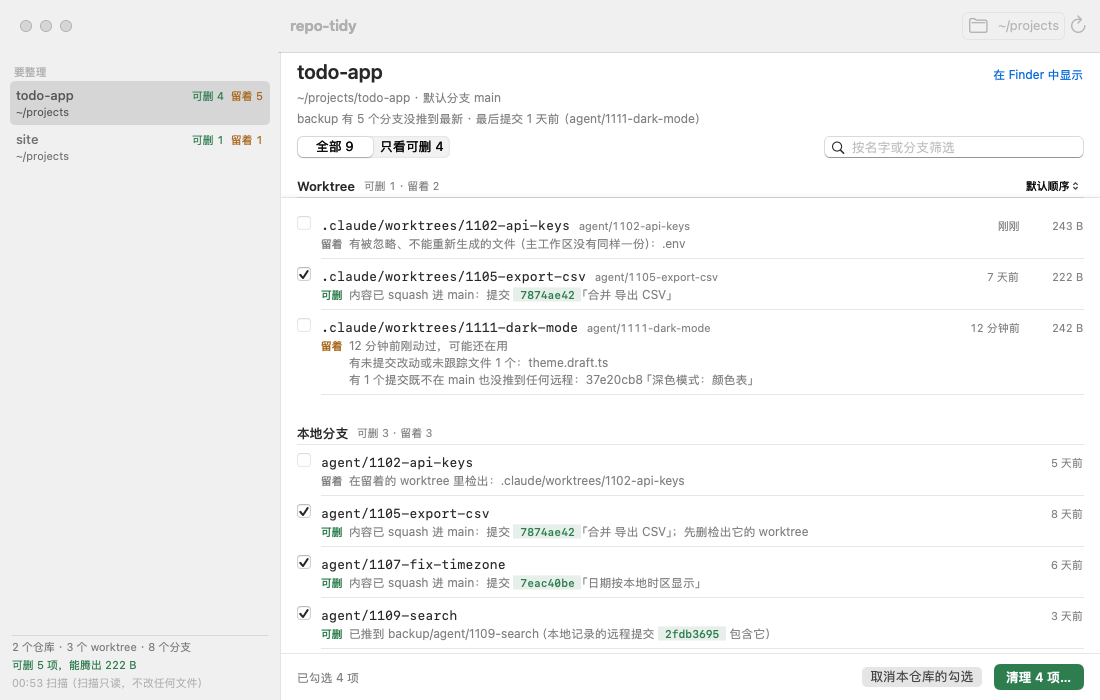 repo-tidy
~/projects
要整理
todo-app 可删 4 留着 5
~/projects
site 可删 1 留着 1
~/projects
2 个仓库 · 3 个 worktree · 8 个分支
可删 5 项，能腾出 222 B
00:53 扫描 (扫描只读，不改任何文件)
todo-app
在 Finder 中显示
~/projects/todo-app · 默认分支 main
backup 有 5 个分支没推到最新 · 最后提交 1 天前 (agent/1111-dark-mode)
全部 9 只看可删 4
按名字或分支筛选
Worktree 可删 1 · 留着 2 默认顺序
.claude/worktrees/1102-api-keys agent/1102-api-keys 刚刚 243 B
留着 有被忽略、不能重新生成的文件 (主工作区没有同样一份)：.env
.claude/worktrees/1105-export-csv agent/1105-export-csv 7 天前 222 B
可删 内容已 squash 进 main：提交 7874ae42「合并 导出 CSV」
.claude/worktrees/1111-dark-mode agent/1111-dark-mode 12 分钟前 242 B
留着 12 分钟前刚动过，可能还在用
有未提交改动或未跟踪文件 1 个：theme.draft.ts
有 1 个提交既不在 main 也没推到任何远程：37e20cb8「深色模式：颜色表」
本地分支 可删 3 · 留着 3
agent/1102-api-keys 5 天前
留着 在留着的 worktree 里检出：.claude/worktrees/1102-api-keys
agent/1105-export-csv 8 天前
可删 内容已 squash 进 main：提交 7874ae42「合并 导出 CSV」；先删检出它的 worktree
agent/1107-fix-timezone 6 天前
可删 内容已 squash 进 main：提交 7eac40be「日期按本地时区显示」
agent/1109-search 3 天前
可删 已推到 backup/agent/1109-search (本地记录的远程提交 2fdb3695 包含它)
已勾选 4 项 取消本仓库的勾选 清理 4 项...